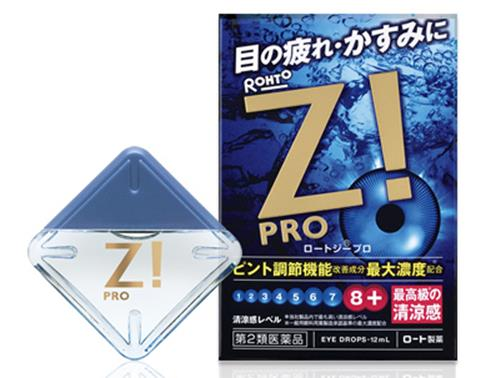 目の疲れ・かすみに
ROHTO
Z!
PRO
ロートジープロ
ピント調節機能改善成分最大濃度配合
1 2 3 4 5 6 7 8+
最高級の
清涼感
清涼感レベル
第2類医薬品
EYE DROPS-12mL
ロート製薬
Z!
PRO